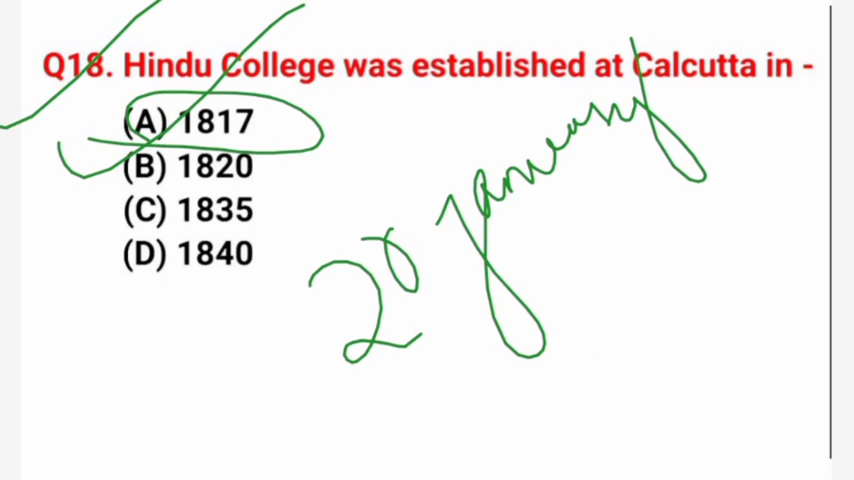 Q18. Hindu College was established at Calcutta in -
(A) 1817
(B) 1820
(C) 1835
(D) 1840
20 January